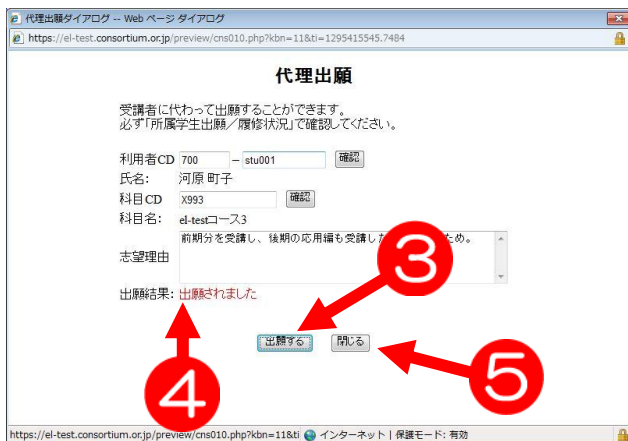 代理出願ダイアログ -- Web ページ ダイアログ
https://el-test.consortium.or.jp/preview/cns010.php?kbn=11&ti=1295415545.7484
代理出願
受講者に代わって出願することができます。
必ず「所属学生出願／履修状況」で確認してください。
利用者CD 700 － stu001 確認
氏名： 河原 町子
科目CD X993 確認
科目名： el-testコース3
志望理由 前期分を受講し、後期の応用編も受講した ため。
3
出願結果： 出願されました
出願する 閉じる
4
5
https://el-test.consortium.or.jp/preview/cns010.php?kbn=11&ti インターネット | 保護モード: 有効